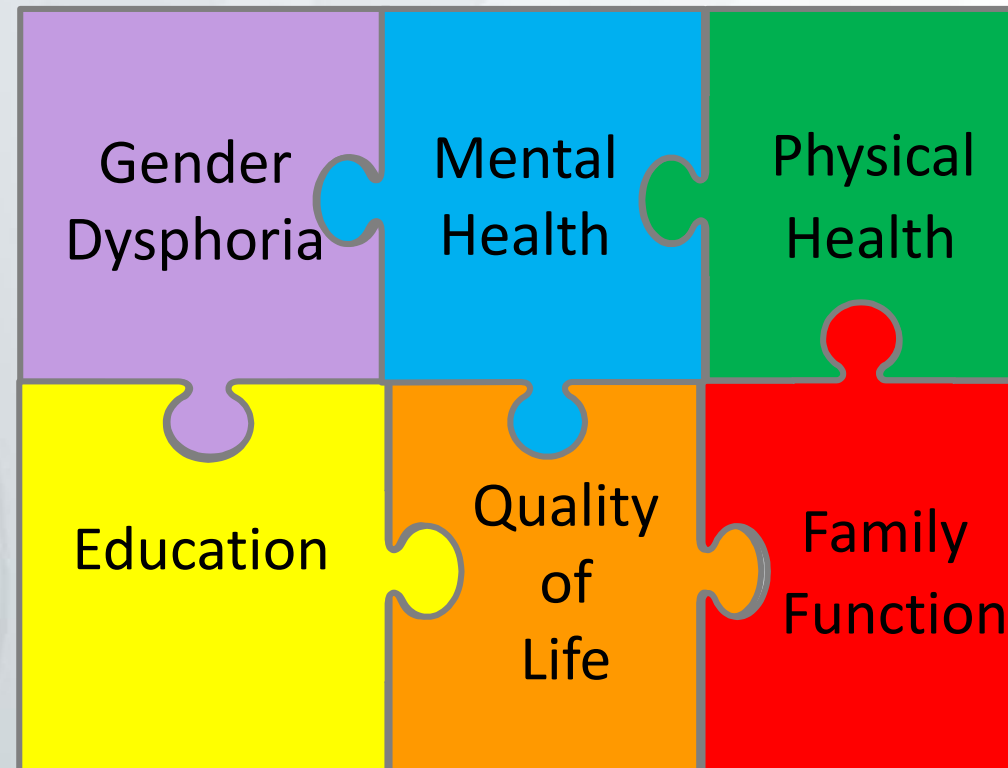 Gender
Dysphoria
Mental
Health
Physical
Health
Education
Quality
of
Life
Family
Function